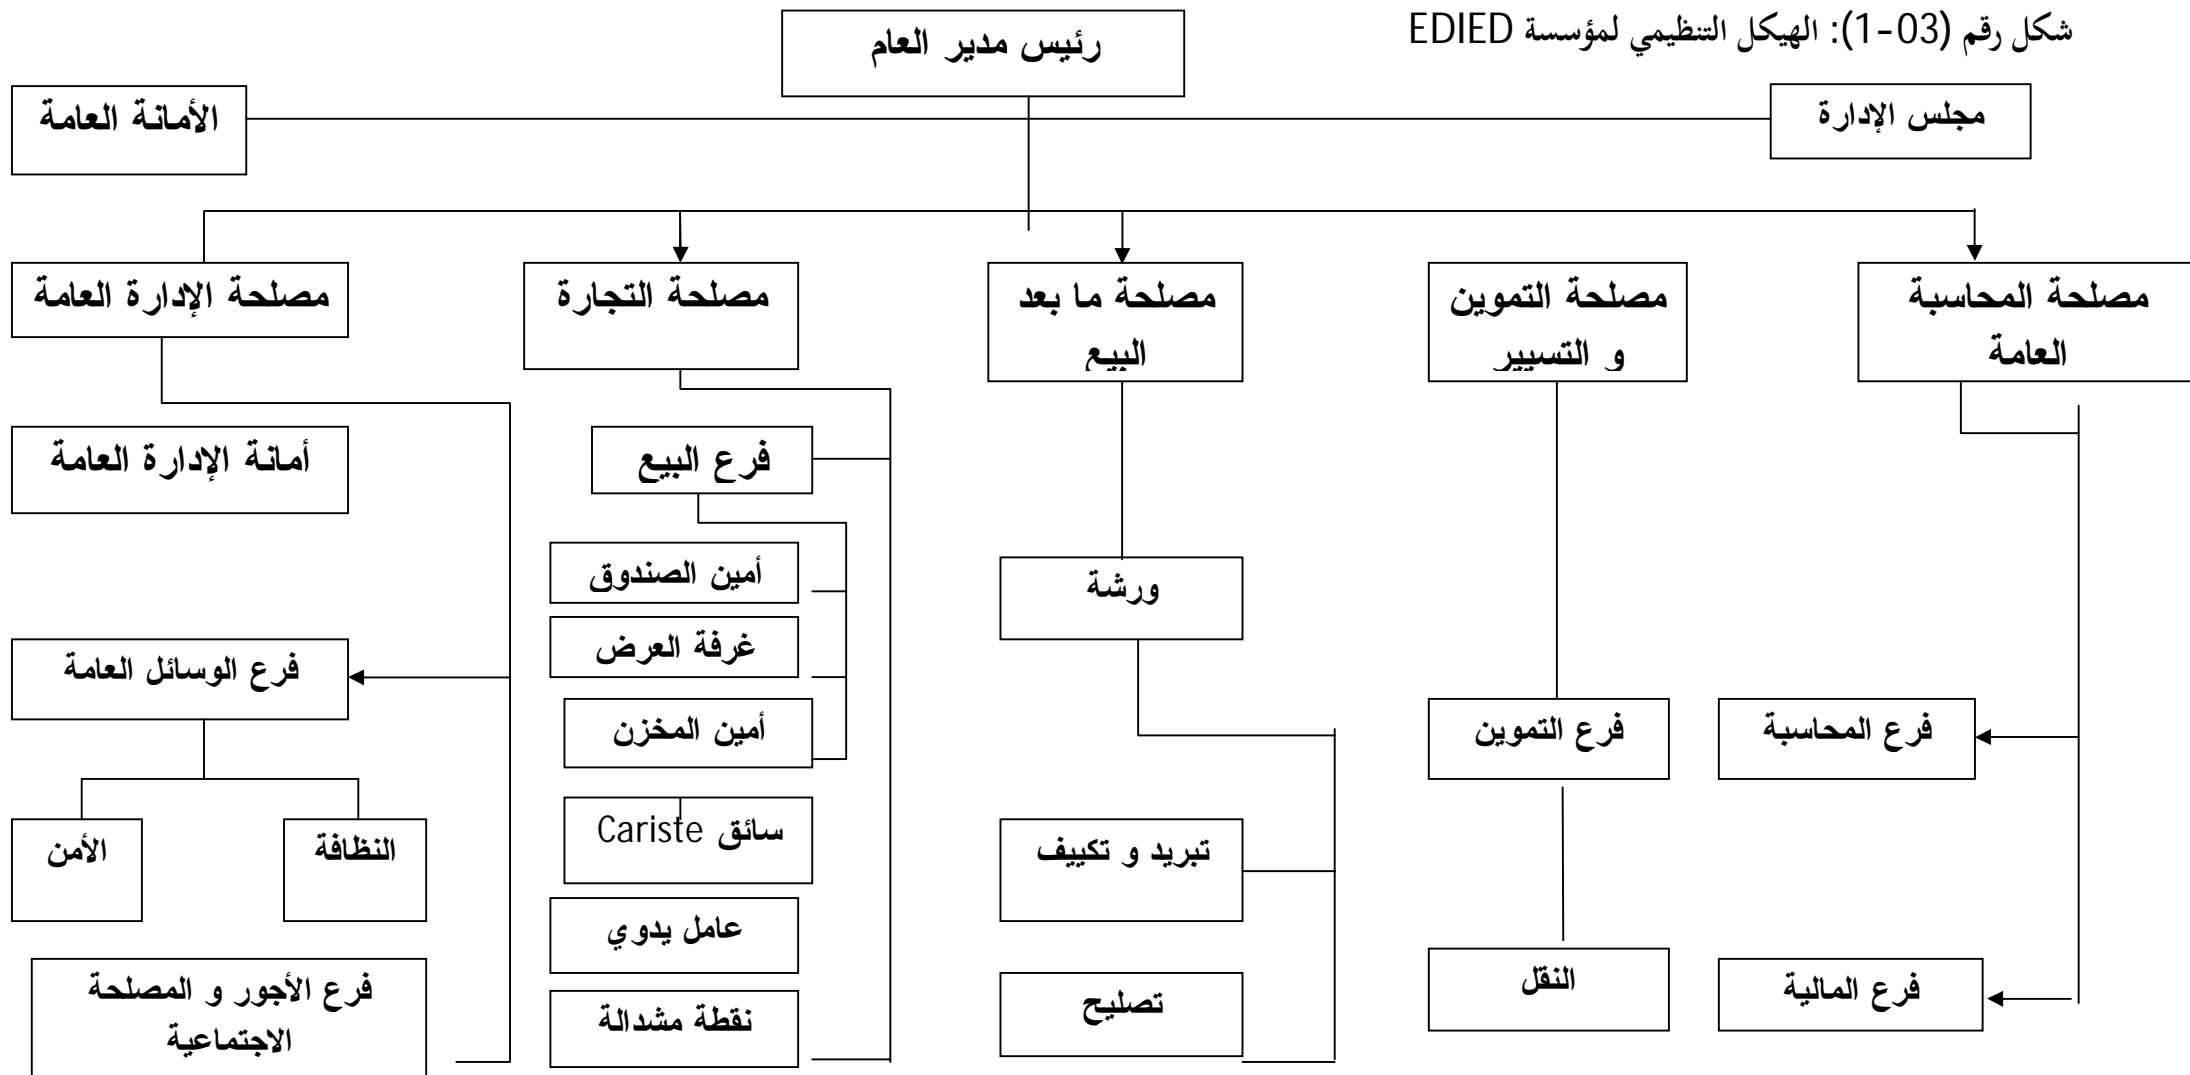 شكل رقم (03-1): الهيكل التنظيمي لمؤسسة EDIED
رئيس مدير العام
مجلس الإدارة
الأمانة العامة
مصلحة المحاسبة
العامة
مصلحة التموين
و التسيير
مصلحة ما بعد
البيع
مصلحة التجارة
مصلحة الإدارة العامة
أمانة الإدارة العامة
فرع البيع
أمين الصندوق
ورشة
غرفة العرض
فرع الوسائل العامة
فرع المحاسبة
فرع التموين
أمين المخزن
تبريد و تكييف
سائق Cariste
النظافة
الأمن
عامل يدوي
فرع المالية
النقل
تصليح
نقطة مشدالة
فرع الأجور و المصلحة
الاجتماعية